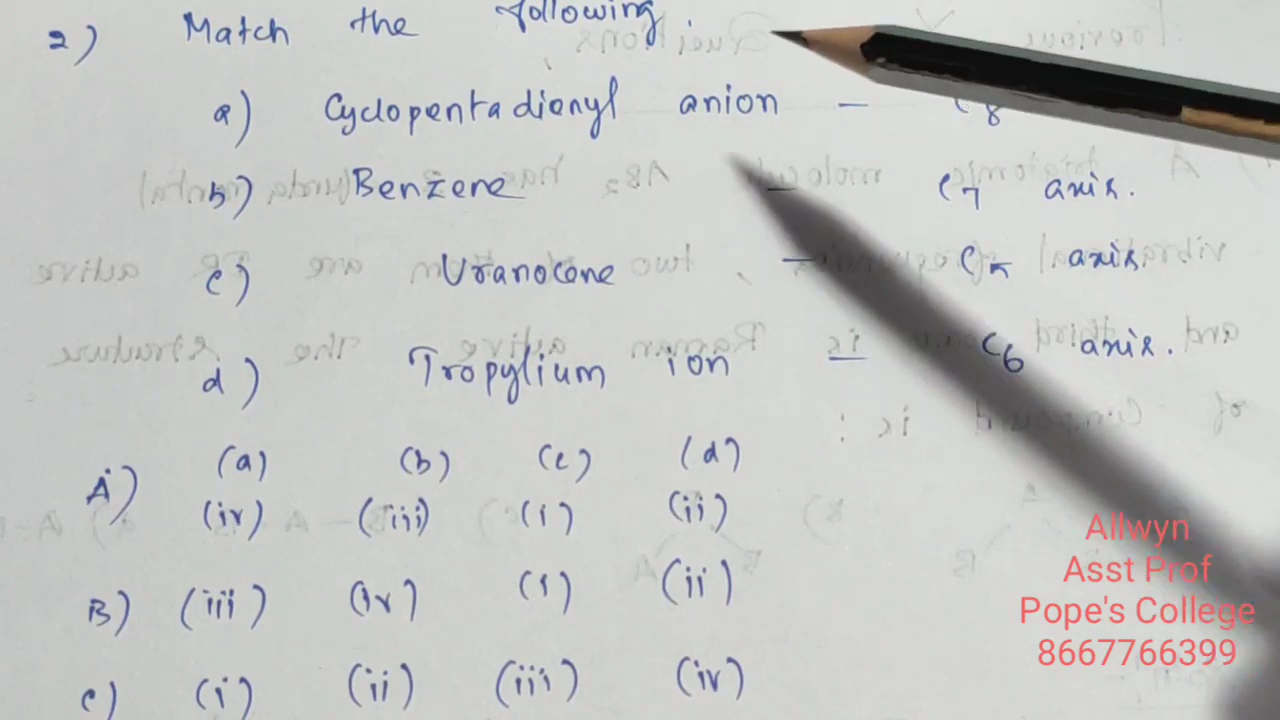 2) Match the following.
a) Cyclopentadienyl anion — C8
b) Benzene — C7 axis.
c) Uranocene — C5 axis
d) Tropylium ion — C6 axis.
A) (a) (b) (c) (d)
(iv) (iii) (i) (ii)
B) (iii) (iv) (i) (ii)
c) (i) (ii) (iii) (iv)
Allwyn
Asst Prof
Pope's College
8667766399